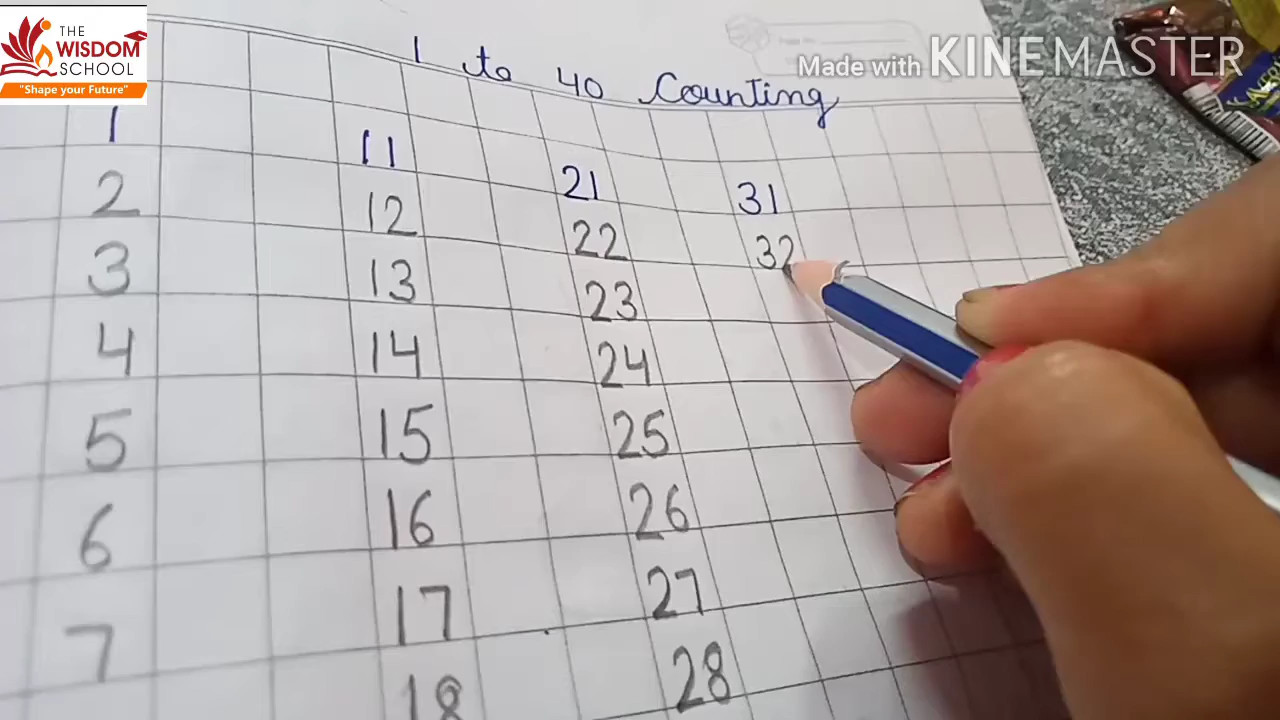 THE
WISDOM
SCHOOL
"Shape your Future"
Made with KINEMASTER
1 to 40 Counting
1 11 21 31
2 12 22 32
3 13 23
4 14 24
5 15 25
6 16 26
7 17 27
18 28